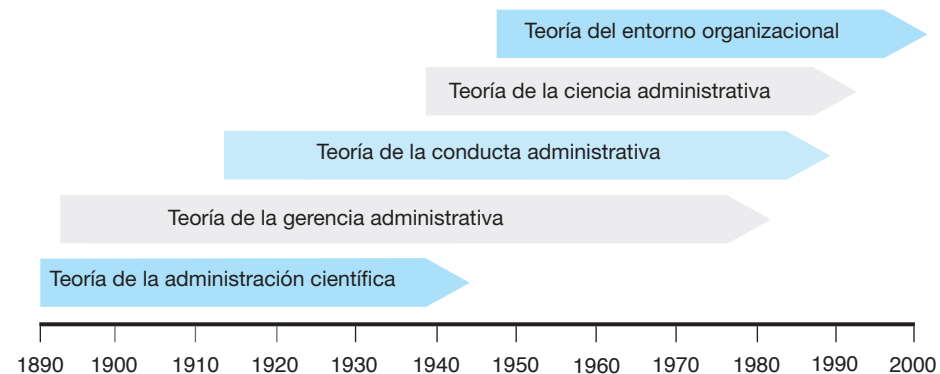 Teoría del entorno organizacional
Teoría de la ciencia administrativa
Teoría de la conducta administrativa
Teoría de la gerencia administrativa
Teoría de la administración científica
1890 1900 1910 1920 1930 1940 1950 1960 1970 1980 1990 2000